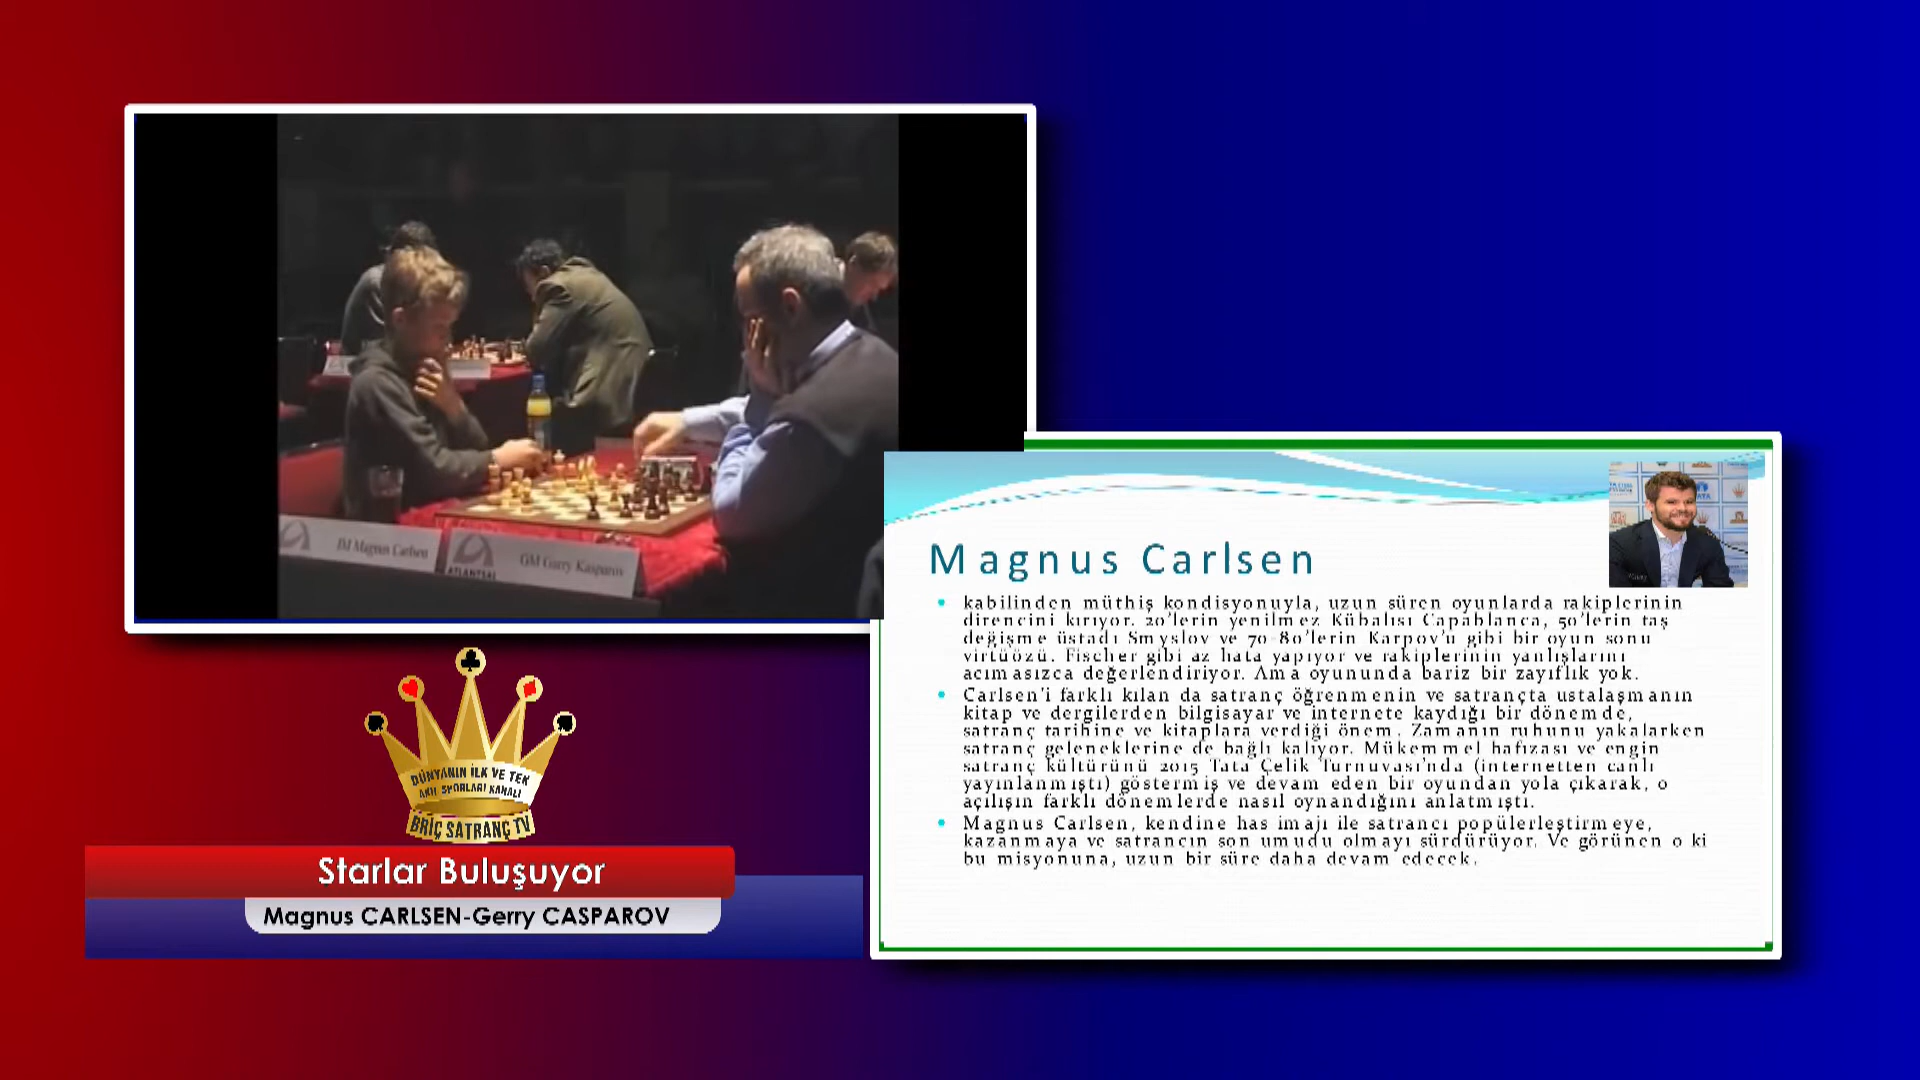 IM Magnus Carlsen
GM Garry Kasparov
ATLANTSAL
Magnus Carlsen
kabilinden müthiş kondisyonuyla, uzun süren oyunlarda rakiplerinin
direncini kırıyor. 20'lerin yenilmez Kübalısı Capablanca, 50'lerin taş
değişme üstadı Smyslov ve 70-80'lerin Karpov'u gibi bir oyun sonu
virtüözü. Fischer gibi az hata yapıyor ve rakiplerinin yanlışlarını
acımasızca değerlendiriyor. Ama oyununda bariz bir zayıflık yok.
Carlsen'i farklı kılan da satranç öğrenmenin ve satrançta ustalaşmanın
kitap ve dergilerden bilgisayar ve internete kaydığı bir dönemde,
satranç tarihine ve kitaplara verdiği önem. Zamanın ruhunu yakalarken
satranç geleneklerine de bağlı kalıyor. Mükemmel hafızası ve engin
satranç kültürünü 2015 Tata Çelik Turnuvası'nda (internetten canlı
yayınlanmıştı) göstermiş ve devam eden bir oyundan yola çıkarak, o
açılışın farklı dönemlerde nasıl oynandığını anlatmıştı.
Magnus Carlsen, kendine has imajı ile satrancı popülerleştirmeye,
kazanmaya ve satrancın son umudu olmayı sürdürüyor. Ve görünen o ki
bu misyonuna, uzun bir süre daha devam edecek.
DÜNYANIN İLK VE TEK
AKIL SPORLARI KANALI
BRİÇ SATRANÇ TV
Starlar Buluşuyor
Magnus CARLSEN-Gerry CASPAROV